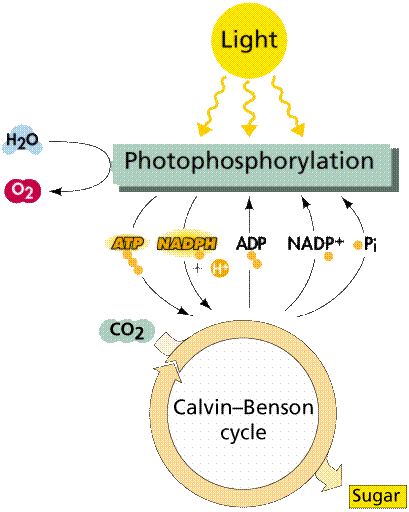 Light
H2O
Photophosphorylation
O2
ATP NADPH ADP NADP+ Pi
+ H+
CO2
Calvin–Benson
cycle
Sugar